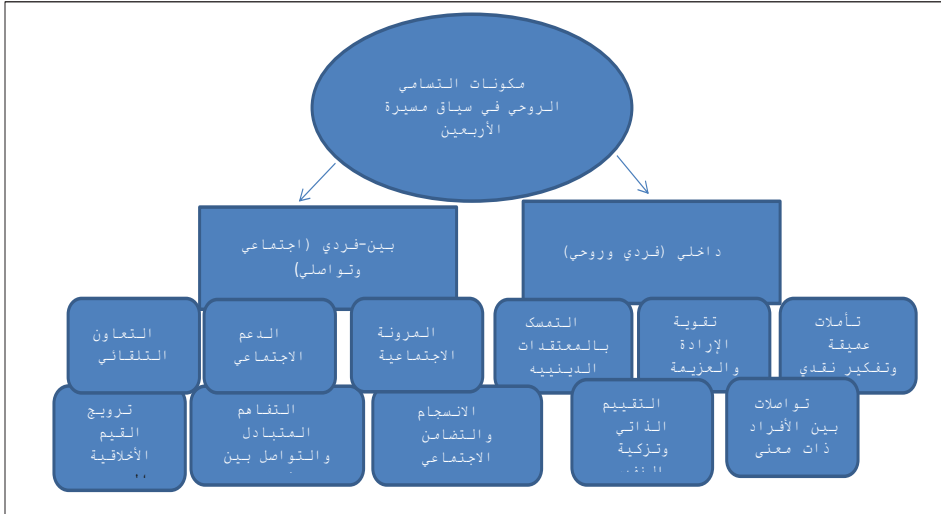 مكونات التسامي
الروحي في سياق مسيرة
الأربعين
داخلي (فردي وروحي)
بين-فردي (اجتماعي
وتواصلي)
تأملات
عميقة
وتفكير نقدي
تقوية
الإرادة
والعزيمة
التمسك
بالمعتقدات
الدينييه
المرونة
الاجتماعية
الدعم
الاجتماعي
التعاون
التلقائي
تواصلات
بين الأفراد
ذات معنى
التقييم
الذاتي
وتزكية
الانسجام
والتضامن
الاجتماعي
التفاهم
المتبادل
والتواصل بين
ترويج
القيم
الأخلاقية